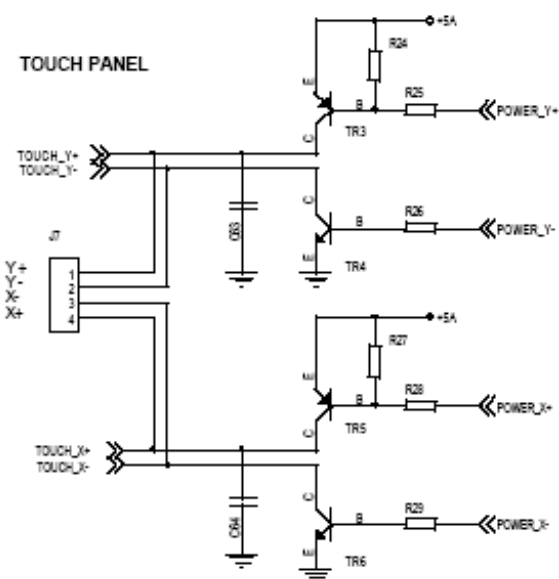 TOUCH PANEL
+5A
R24
E
B
R25
POWER_Y+
C
TR3
TOUCH_Y+
TOUCH_Y-
C63
C
B
R26
POWER_Y-
E
TR4
J7
Y+
Y-
X-
X+
1
2
3
4
+5A
R27
E
B
R28
POWER_X+
C
TR5
TOUCH_X+
TOUCH_X-
C64
C
B
R29
POWER_X-
E
TR6